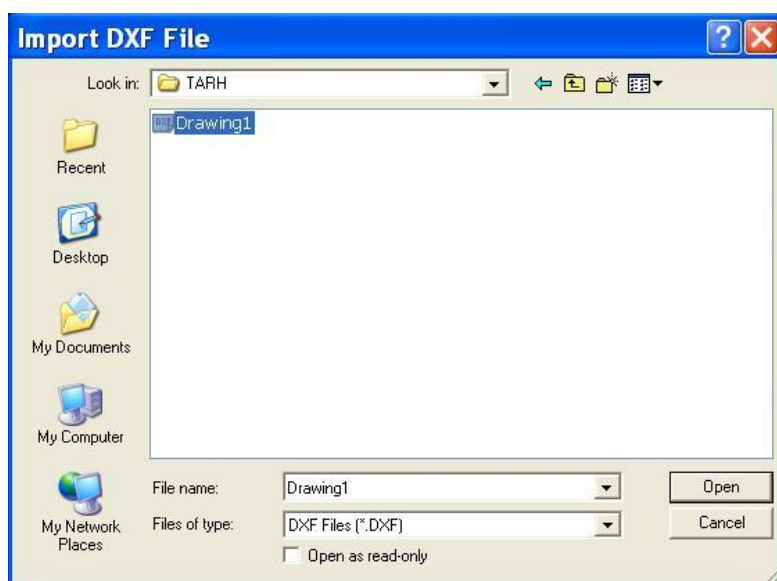 Import DXF File
Look in: TARH
Drawing1
Recent
Desktop
My Documents
My Computer
My Network
Places
File name: Drawing1 Open
Files of type: DXF Files (*.DXF) Cancel
Open as read-only